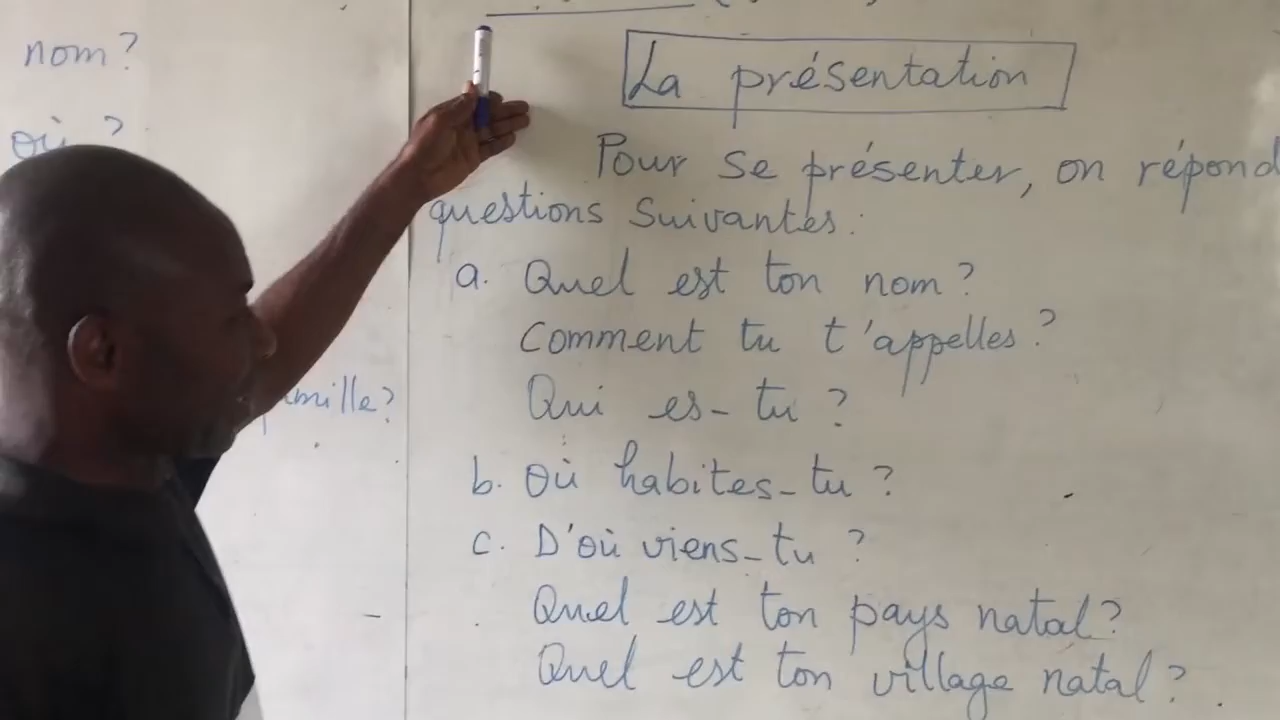 nom?
où ?
La présentation
Pour se présenter, on répond
questions suivantes:
a. Quel est ton nom?
Comment tu t'appelles?
Qui es-tu ?
mille?
b. Où habites-tu ?
c. D'où viens-tu ?
Quel est ton pays natal?
Quel est ton village natal?